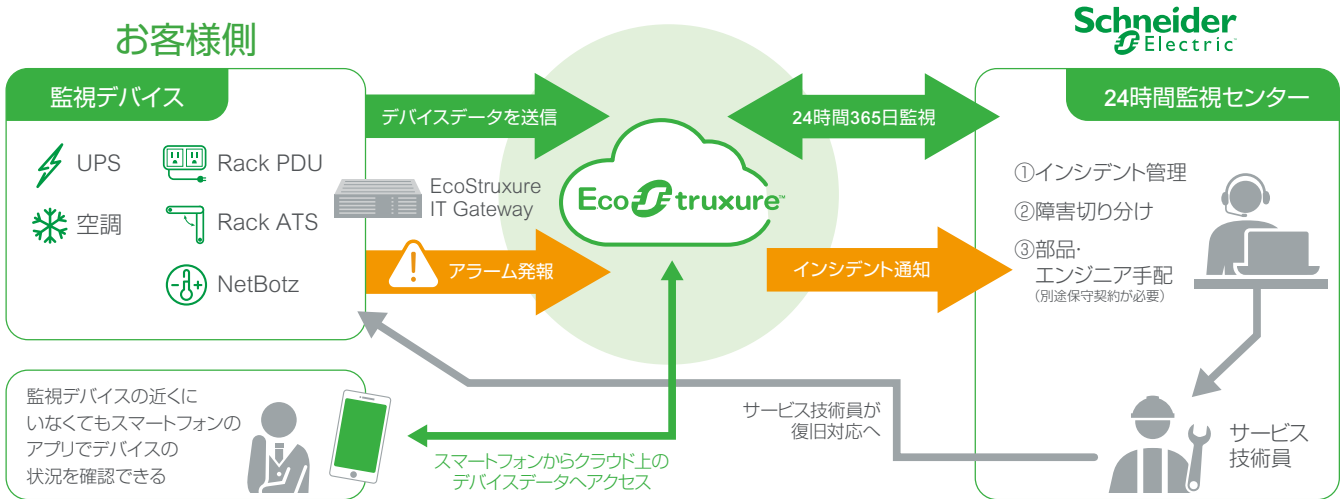 お客様側
Schneider
Electric
監視デバイス
UPS
Rack PDU
空調
Rack ATS
NetBotz
デバイスデータを送信
EcoStruxure
IT Gateway
アラーム発報
EcoStruxure™
24時間365日監視
インシデント通知
24時間監視センター
①インシデント管理
②障害切り分け
③部品・
エンジニア手配
(別途保守契約が必要)
監視デバイスの近くに
いなくてもスマートフォンの
アプリでデバイスの
状況を確認できる
スマートフォンからクラウド上の
デバイスデータへアクセス
サービス技術員が
復旧対応へ
サービス
技術員